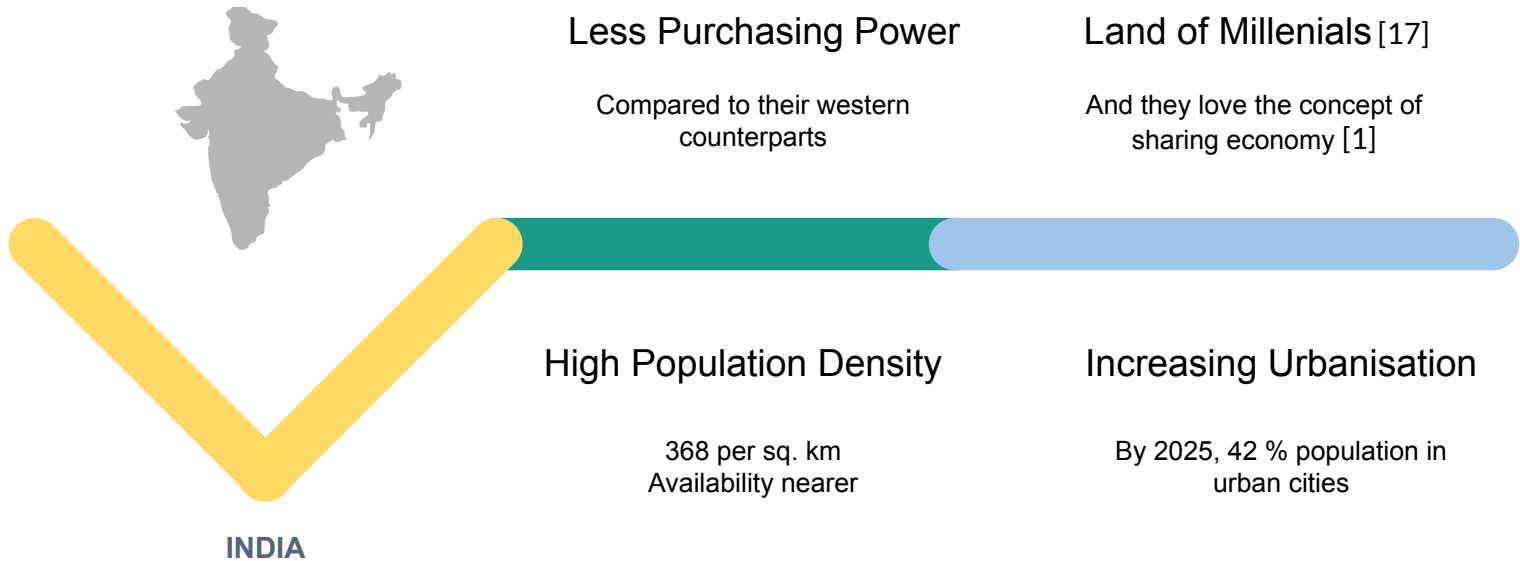 Less Purchasing Power
Compared to their western
counterparts
Land of Millenials [17]
And they love the concept of
sharing economy [1]
High Population Density
368 per sq. km
Availability nearer
Increasing Urbanisation
By 2025, 42 % population in
urban cities
INDIA